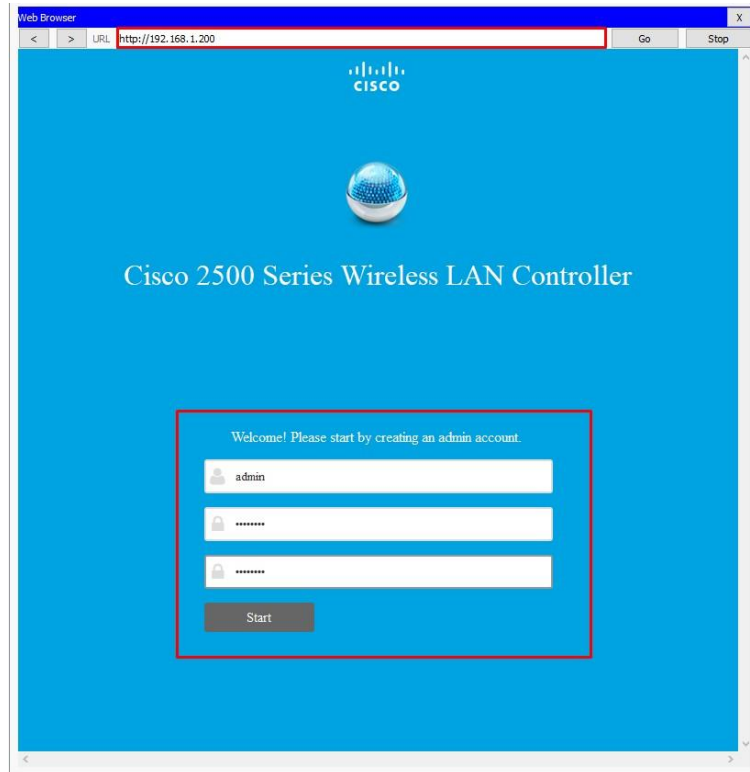 Web Browser
X
< > URL http://192.168.1.200 Go Stop
CISCO
Cisco 2500 Series Wireless LAN Controller
Welcome! Please start by creating an admin account.
admin
••••••••
••••••••
Start